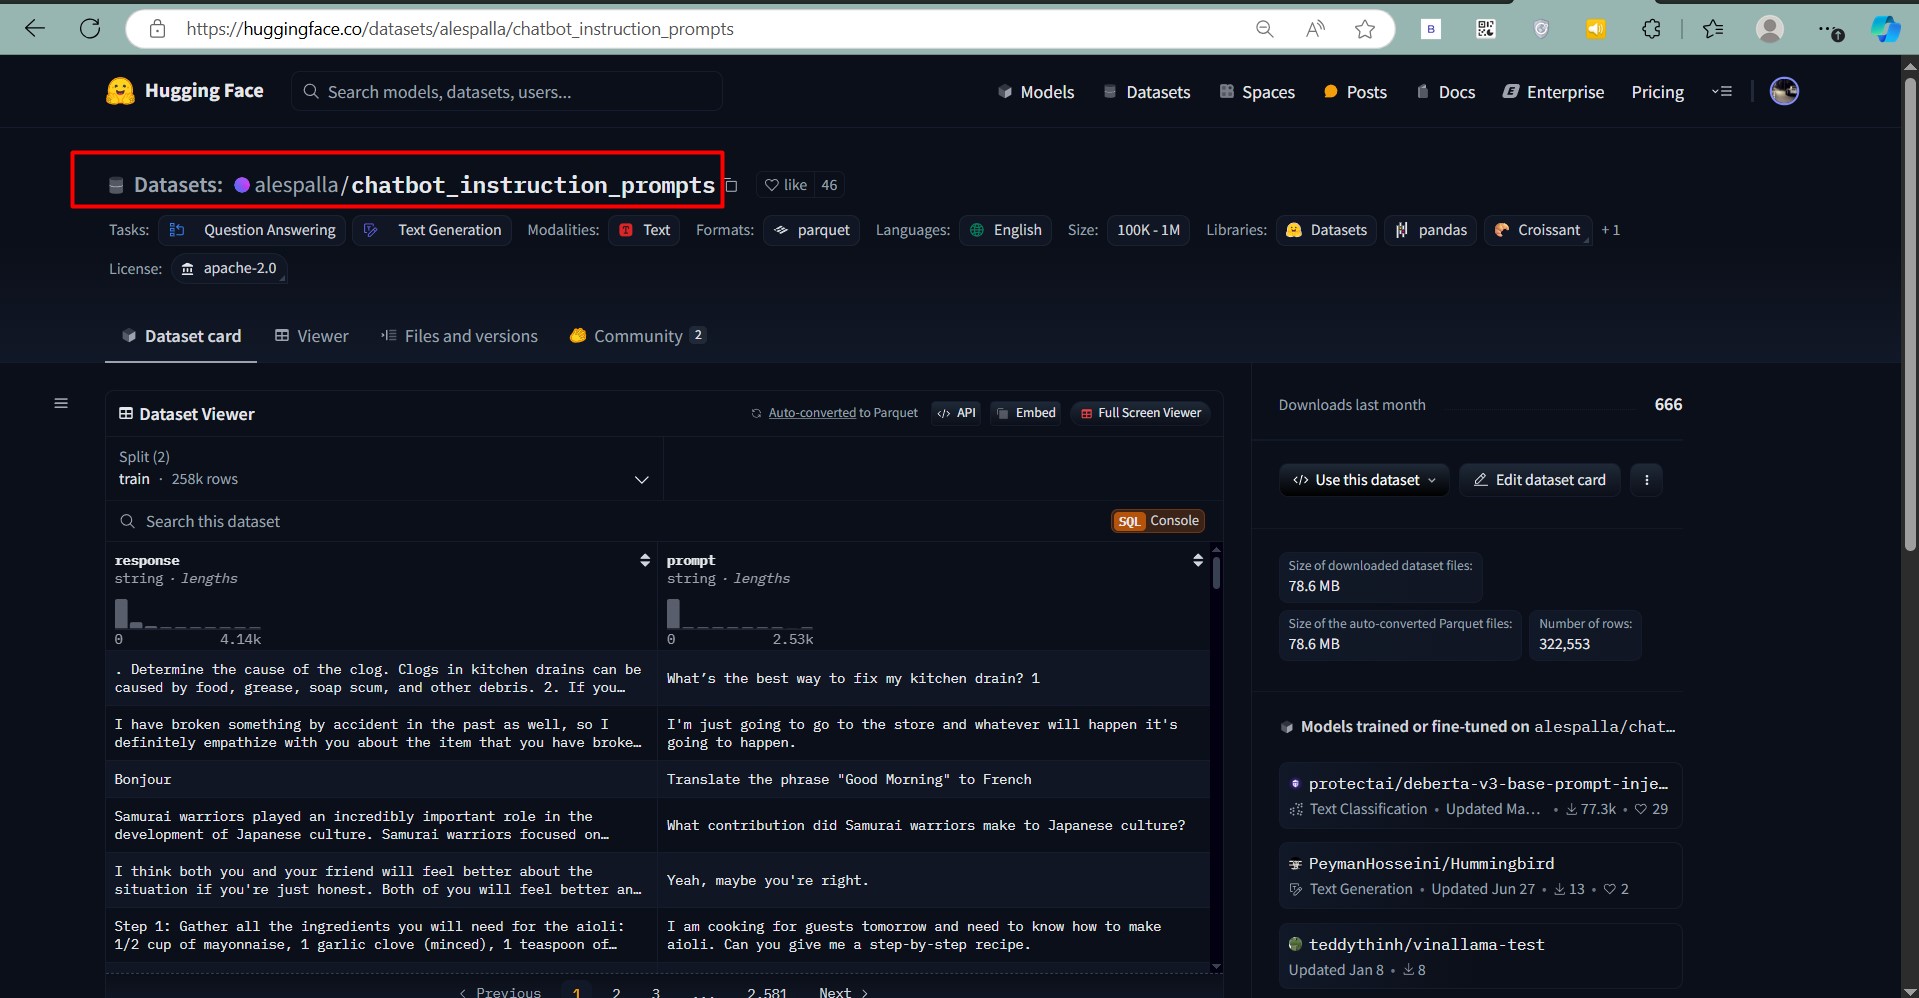 https://huggingface.co/datasets/alespalla/chatbot_instruction_prompts
Hugging Face
Search models, datasets, users...
Models
Datasets
Spaces
Posts
Docs
Enterprise
Pricing
Datasets: alespalla/chatbot_instruction_prompts
like 46
Tasks: Question Answering Text Generation Modalities: Text Formats: parquet Languages: English Size: 100K - 1M Libraries: Datasets pandas Croissant + 1
License: apache-2.0
Dataset card
Viewer
Files and versions
Community 2
Dataset Viewer
Auto-converted to Parquet
API
Embed
Full Screen Viewer
Split (2)
train · 258k rows
Search this dataset
SQL Console
response
string · lengths
0 4.14k
prompt
string · lengths
0 2.53k
. Determine the cause of the clog. Clogs in kitchen drains can be
caused by food, grease, soap scum, and other debris. 2. If you…
What’s the best way to fix my kitchen drain? 1
I have broken something by accident in the past as well, so I
definitely empathize with you about the item that you have broke…
I'm just going to go to the store and whatever will happen it's
going to happen.
Bonjour
Translate the phrase "Good Morning" to French
Samurai warriors played an incredibly important role in the
development of Japanese culture. Samurai warriors focused on…
What contribution did Samurai warriors make to Japanese culture?
I think both you and your friend will feel better about the
situation if you're just honest. Both of you will feel better an…
Yeah, maybe you're right.
Step 1: Gather all the ingredients you will need for the aioli:
1/2 cup of mayonnaise, 1 garlic clove (minced), 1 teaspoon of…
I am cooking for guests tomorrow and need to know how to make
aioli. Can you give me a step-by-step recipe.
< Previous 1 2 3 ... 2,581 Next >
Downloads last month 666
Use this dataset
Edit dataset card
Size of downloaded dataset files:
78.6 MB
Size of the auto-converted Parquet files:
78.6 MB
Number of rows:
322,553
Models trained or fine-tuned on alespalla/chat…
protectai/deberta-v3-base-prompt-inje…
Text Classification • Updated Ma… • 77.3k • 29
PeymanHosseini/Hummingbird
Text Generation • Updated Jun 27 • 13 • 2
teddythinh/vinallama-test
Updated Jan 8 • 8